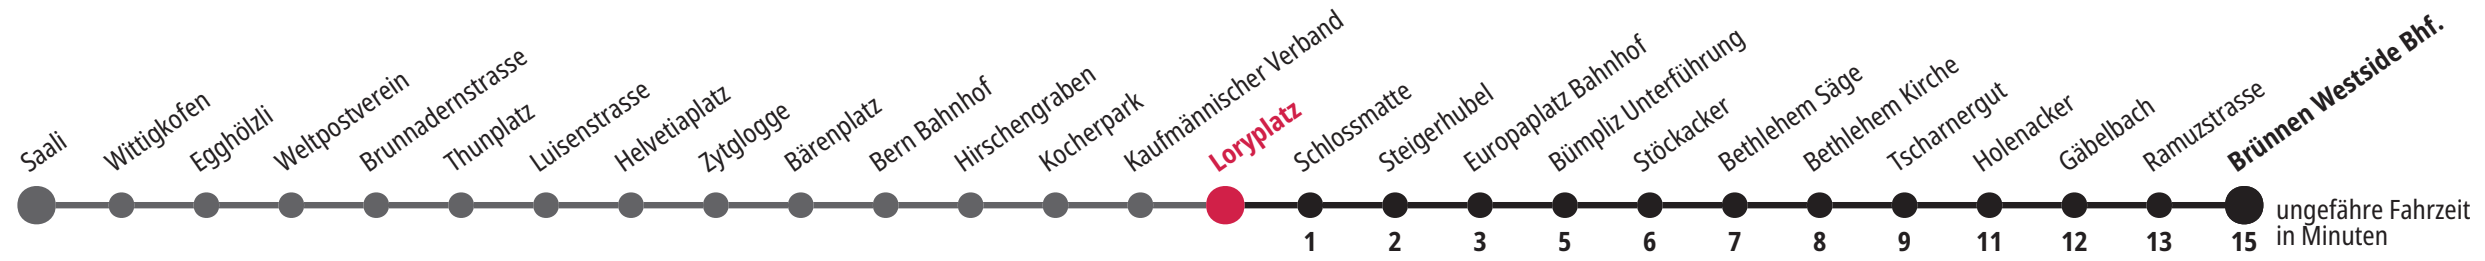 Saali
Wittigkofen
Egghölzli
Weltpostverein
Brunnadernstrasse
Thunplatz
Luisenstrasse
Helvetiaplatz
Zytglogge
Bärenplatz
Bern Bahnhof
Hirschengraben
Kocherpark
Kaufmännischer Verband
Loryplatz
Schlossmatte
Steigerhubel
Europaplatz Bahnhof
Bümpliz Unterführung
Stöckacker
Bethlehem Säge
Bethlehem Kirche
Tscharnergut
Holenacker
Gäbelbach
Ramuzstrasse
Brünnen Westside Bhf.
1 2 3 5 6 7 8 9 11 12 13 15
ungefähre Fahrzeit
in Minuten